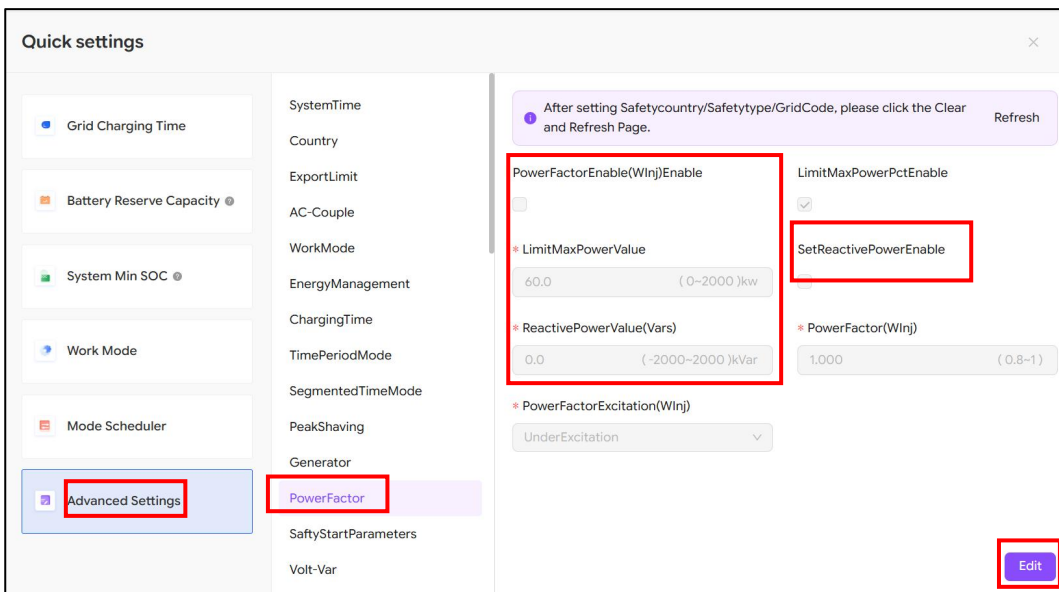 Quick settings
Grid Charging Time
Battery Reserve Capacity
System Min SOC
Work Mode
Mode Scheduler
Advanced Settings
SystemTime
Country
ExportLimit
AC-Couple
WorkMode
EnergyManagement
ChargingTime
TimePeriodMode
SegmentedTimeMode
PeakShaving
Generator
PowerFactor
SaftyStartParameters
Volt-Var
After setting Safetycountry/Safetytype/GridCode, please click the Clear
and Refresh Page.
Refresh
PowerFactorEnable(WInj)Enable
LimitMaxPowerPctEnable
* LimitMaxPowerValue
SetReactivePowerEnable
60.0 ( 0~2000 )kw
* ReactivePowerValue(Vars)
* PowerFactor(WInj)
0.0 ( -2000~2000 )kVar
1.000 ( 0.8~1 )
* PowerFactorExcitation(WInj)
UnderExcitation
Edit